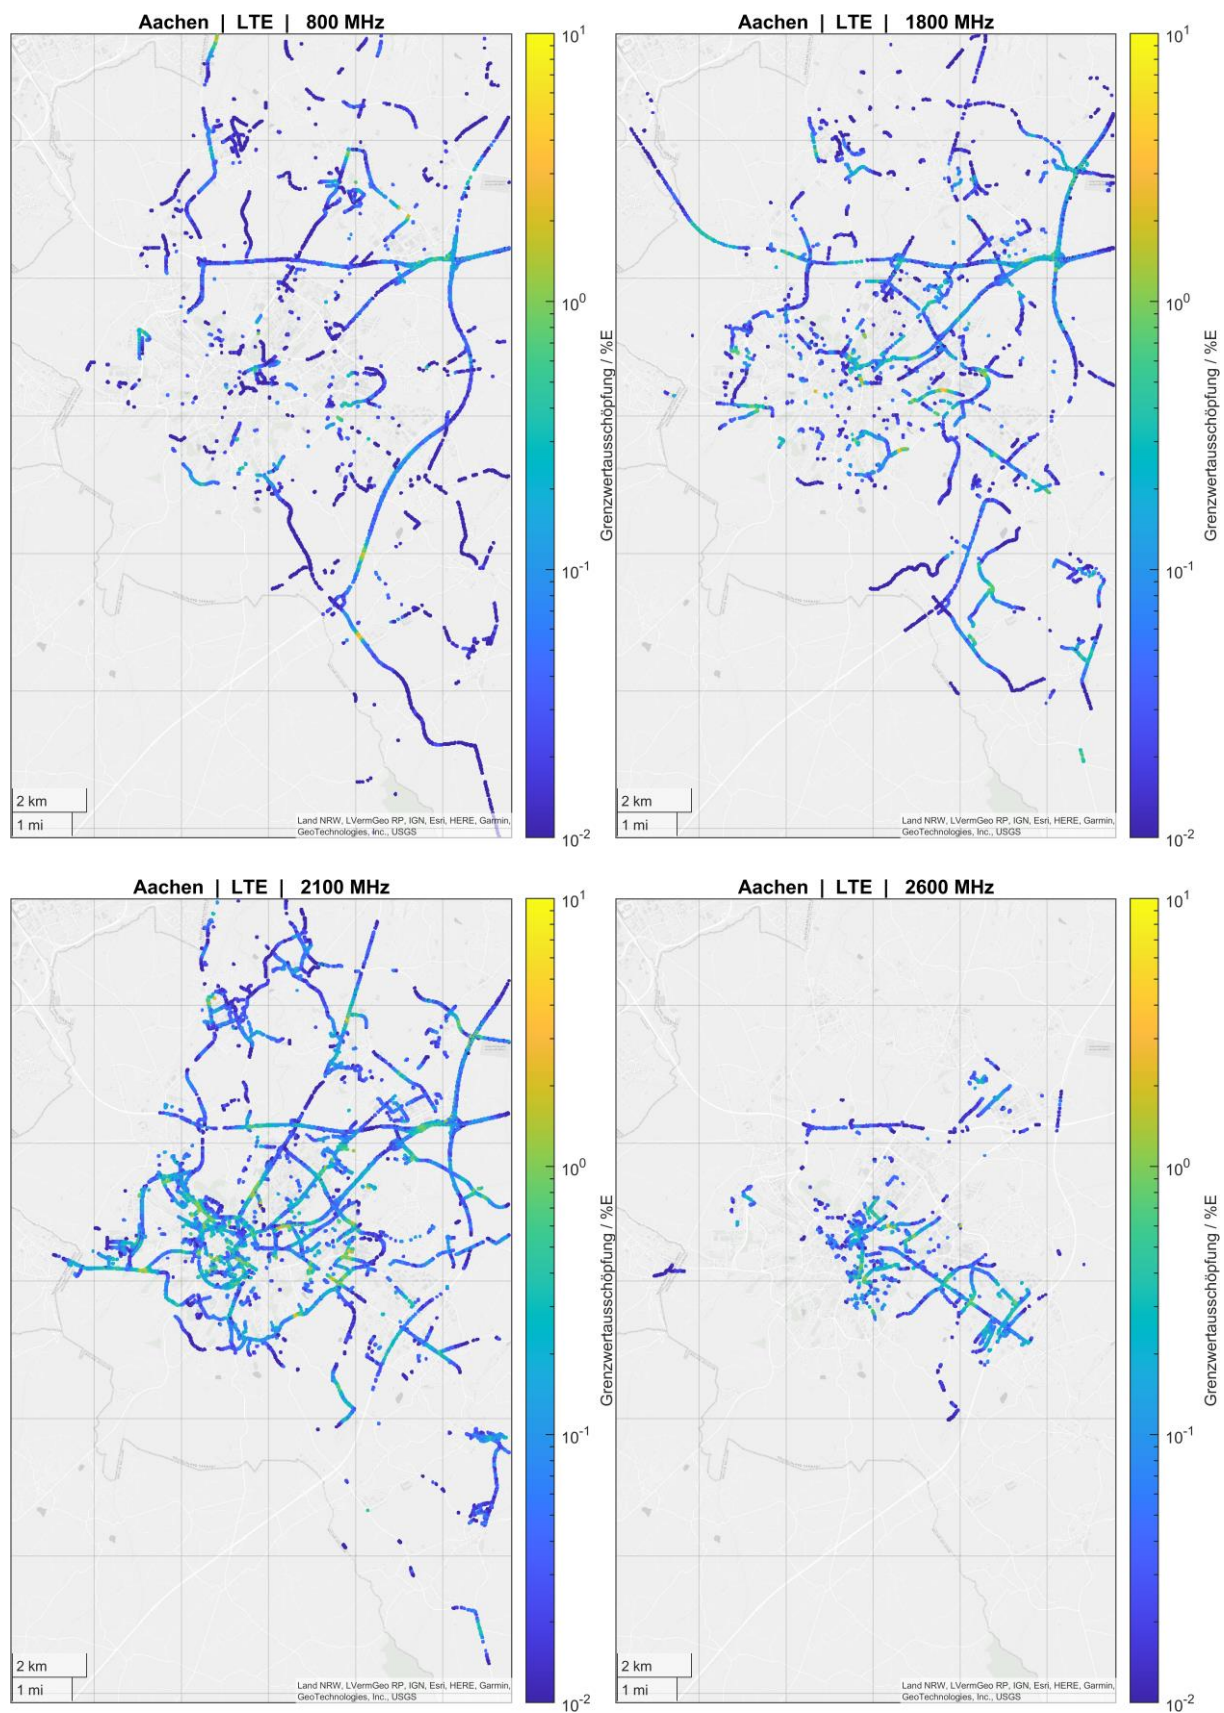 Aachen | LTE | 800 MHz
10^1
10^0
10^-1
10^-2
Grenzwertausschöpfung / %E
2 km
1 mi
Land NRW, LVermGeo RP, IGN, Esri, HERE, Garmin,
GeoTechnologies, Inc., USGS
Aachen | LTE | 1800 MHz
10^1
10^0
10^-1
10^-2
Grenzwertausschöpfung / %E
2 km
1 mi
Land NRW, LVermGeo RP, IGN, Esri, HERE, Garmin,
GeoTechnologies, Inc., USGS
Aachen | LTE | 2100 MHz
10^1
10^0
10^-1
10^-2
Grenzwertausschöpfung / %E
2 km
1 mi
Land NRW, LVermGeo RP, IGN, Esri, HERE, Garmin,
GeoTechnologies, Inc., USGS
Aachen | LTE | 2600 MHz
10^1
10^0
10^-1
10^-2
Grenzwertausschöpfung / %E
2 km
1 mi
Land NRW, LVermGeo RP, IGN, Esri, HERE, Garmin,
GeoTechnologies, Inc., USGS